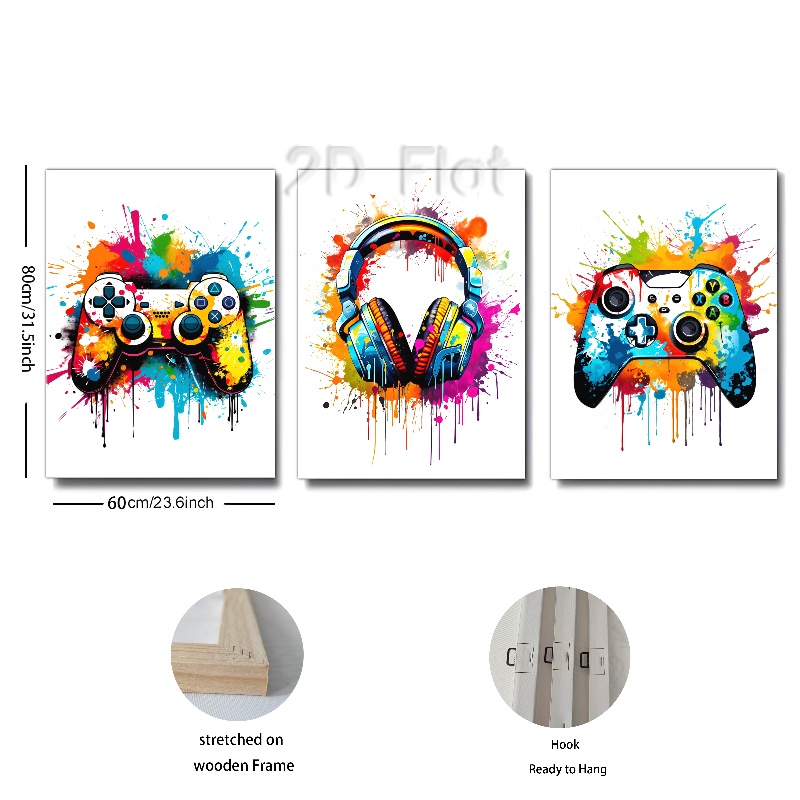 2D Flat
80cm/31.5inch
60cm/23.6inch
Y
X
B
A
stretched on
wooden Frame
Hook
Ready to Hang